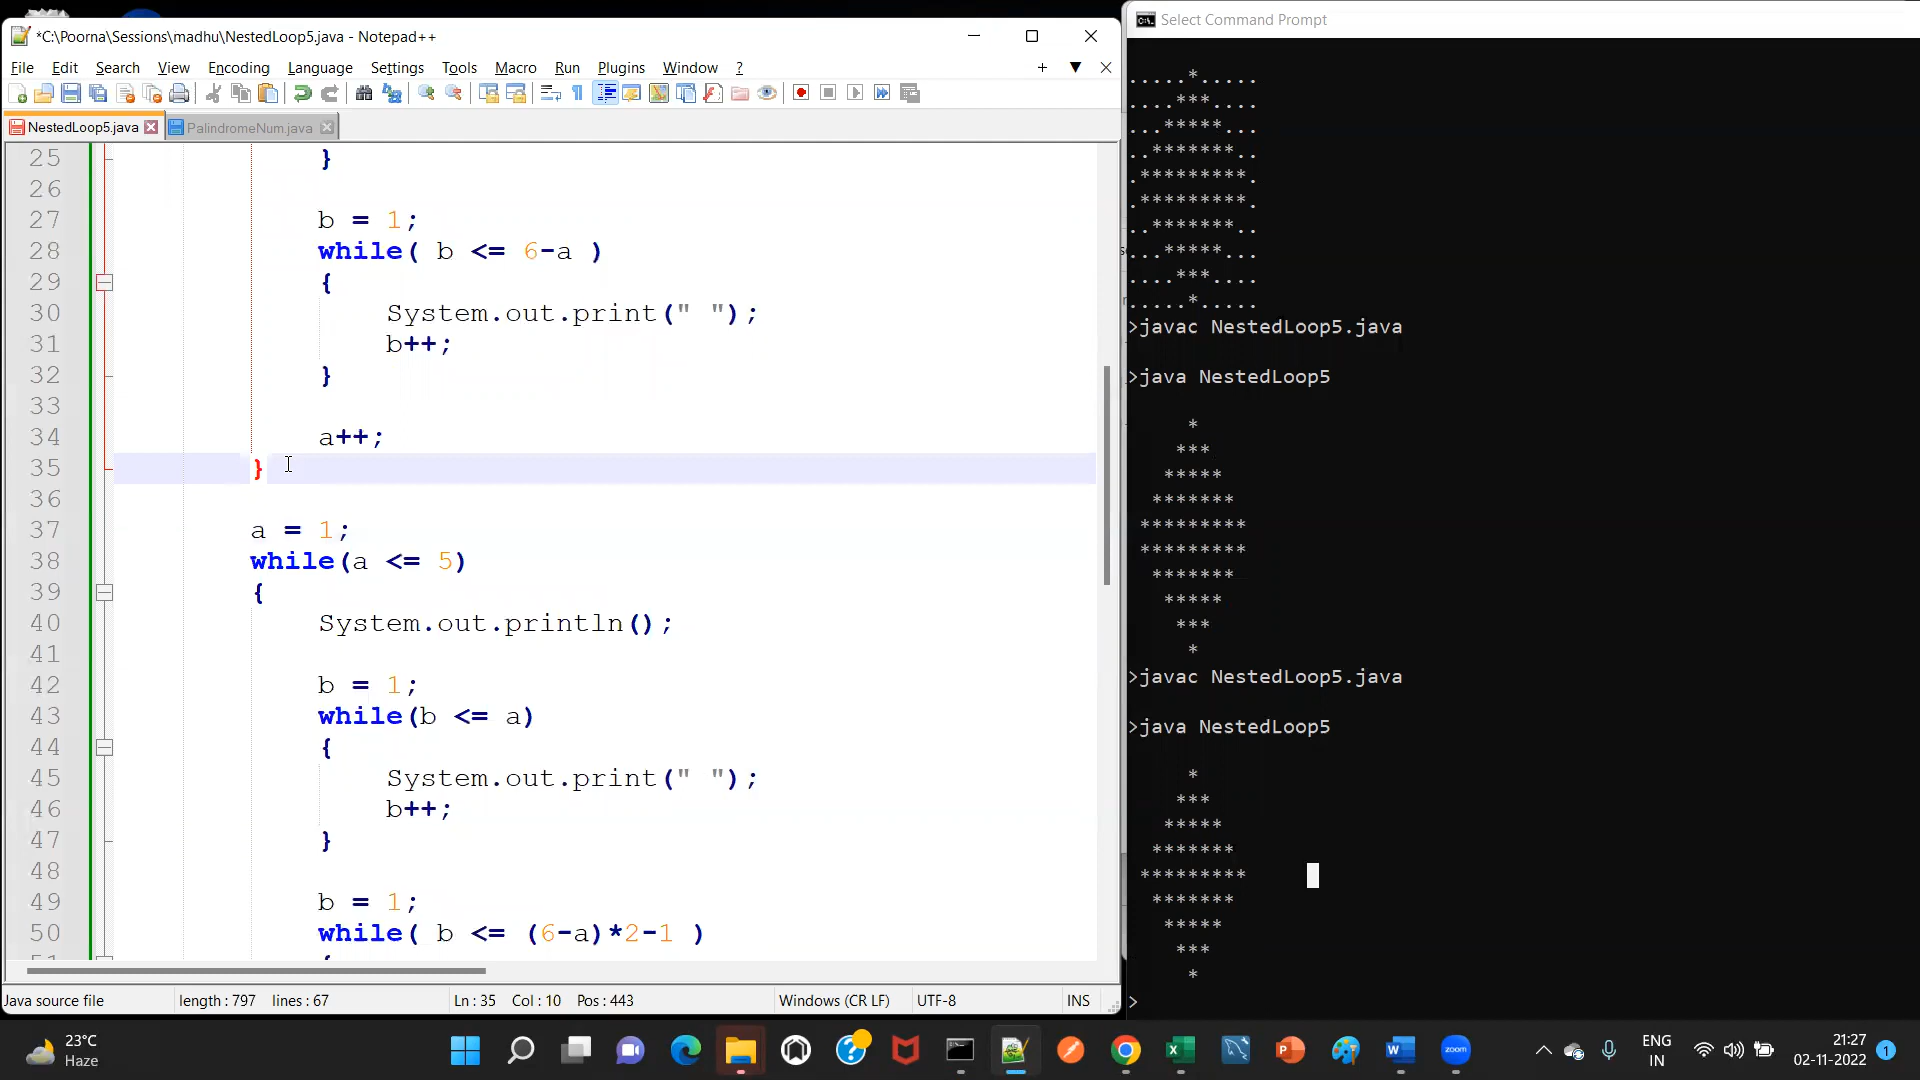 *C:\Poorna\Sessions\madhu\NestedLoop5.java - Notepad++
File Edit Search View Encoding Language Settings Tools Macro Run Plugins Window ?
NestedLoop5.java PalindromeNum.java
25 }
26
27 b = 1;
28 while( b <= 6-a )
29 {
30 System.out.print(" ");
31 b++;
32 }
33
34 a++;
35 }
36
37 a = 1;
38 while(a <= 5)
39 {
40 System.out.println();
41
42 b = 1;
43 while(b <= a)
44 {
45 System.out.print(" ");
46 b++;
47 }
48
49 b = 1;
50 while( b <= (6-a)*2-1 )
Java source file length : 797 lines : 67 Ln : 35 Col : 10 Pos : 443 Windows (CR LF) UTF-8 INS
Select Command Prompt
.....*.....
....***....
...*****...
..*******..
.*********.
.*********.
..*******..
...*****...
....***....
.....*.....
>javac NestedLoop5.java
>java NestedLoop5
*
***
*****
*******
*********
*********
*******
*****
***
*
>javac NestedLoop5.java
>java NestedLoop5
*
***
*****
*******
*********
*******
*****
***
*
>
23°C
Haze
zoom
ENG
IN
21:27
02-11-2022
1